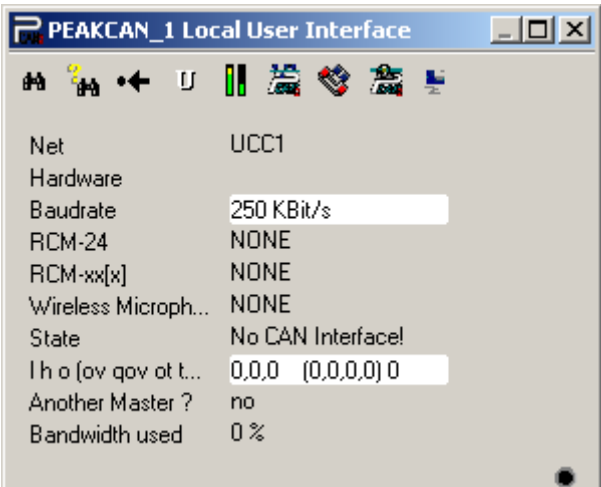 PEAKCAN_1 Local User Interface
U
Net UCC1
Hardware
Baudrate 250 KBit/s
RCM-24 NONE
RCM-xx[x] NONE
Wireless Microph... NONE
State No CAN Interface!
l h o (ov qov ot t... 0,0,0 (0,0,0,0) 0
Another Master ? no
Bandwidth used 0 %